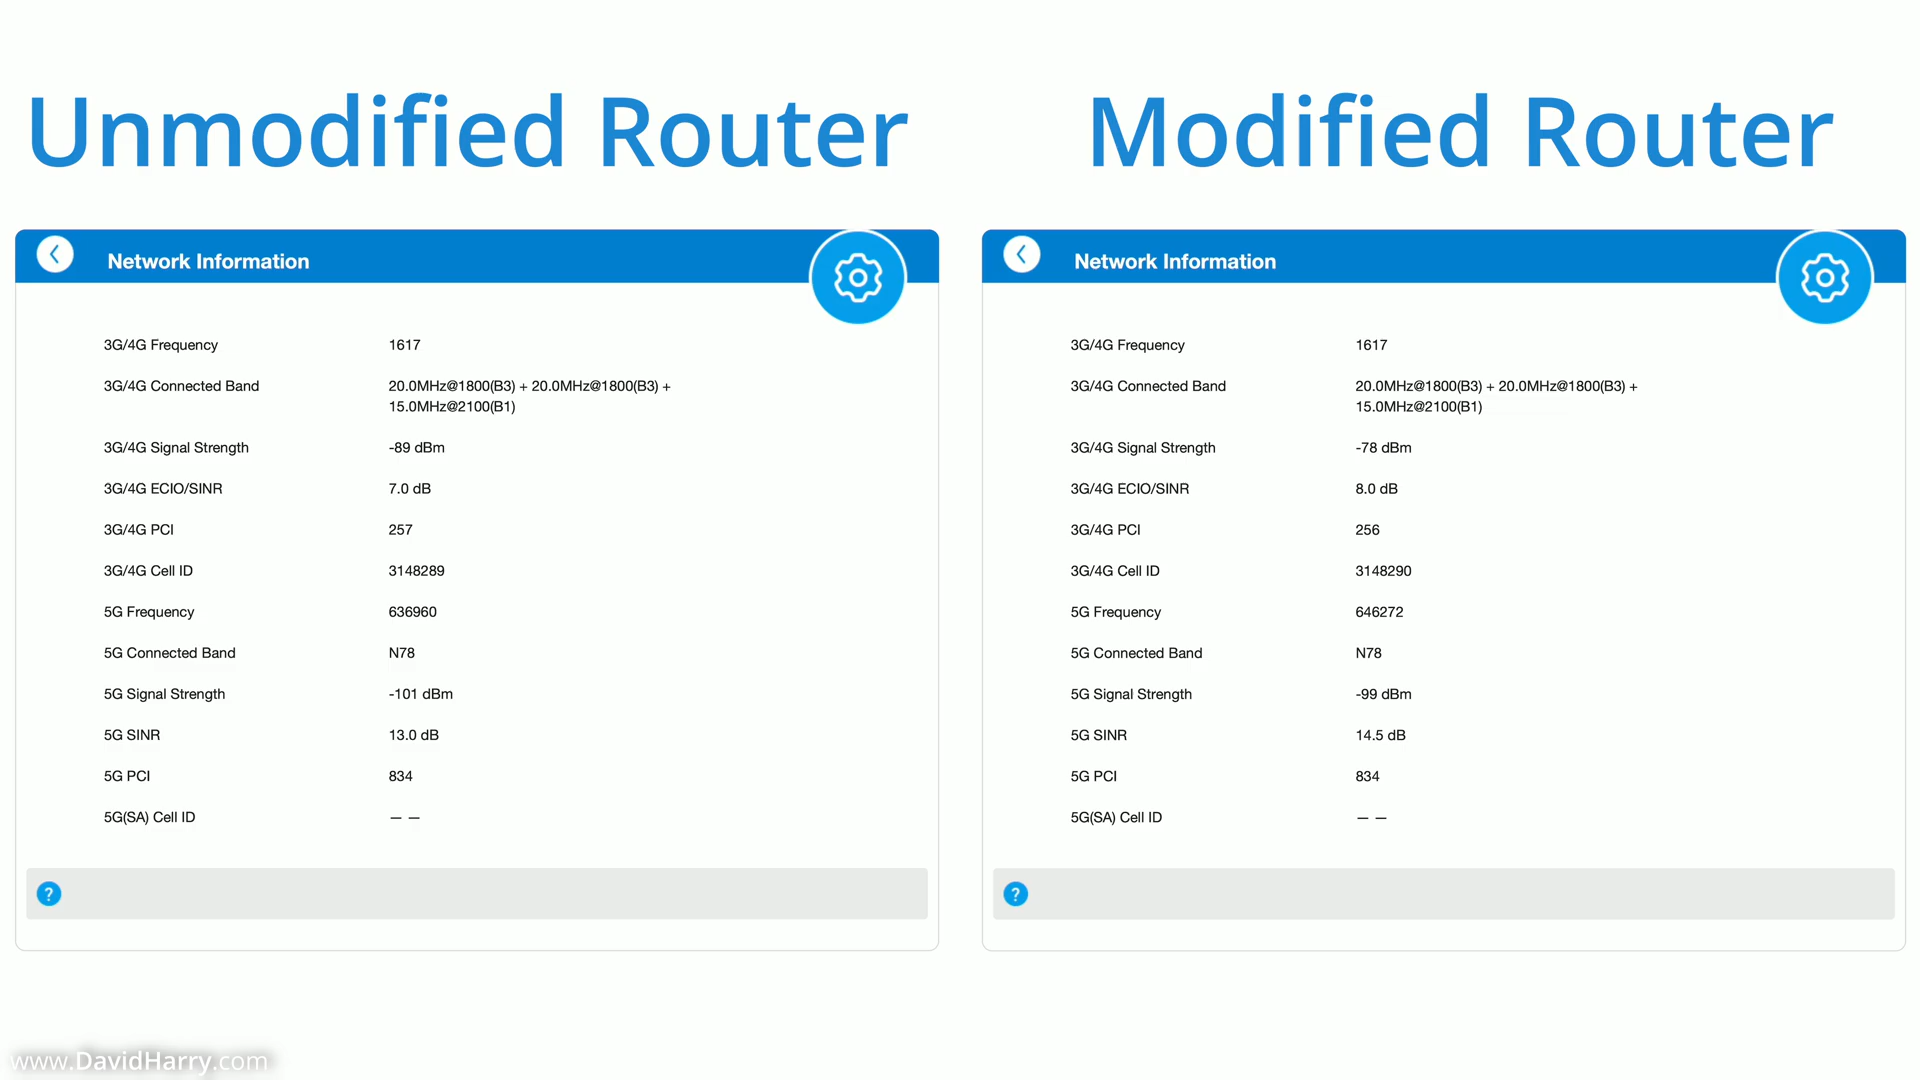 Unmodified Router
Network Information
3G/4G Frequency 1617
3G/4G Connected Band 20.0MHz@1800(B3) + 20.0MHz@1800(B3) +
15.0MHz@2100(B1)
3G/4G Signal Strength -89 dBm
3G/4G ECIO/SINR 7.0 dB
3G/4G PCI 257
3G/4G Cell ID 3148289
5G Frequency 636960
5G Connected Band N78
5G Signal Strength -101 dBm
5G SINR 13.0 dB
5G PCI 834
5G(SA) Cell ID — —
?
Modified Router
Network Information
3G/4G Frequency 1617
3G/4G Connected Band 20.0MHz@1800(B3) + 20.0MHz@1800(B3) +
15.0MHz@2100(B1)
3G/4G Signal Strength -78 dBm
3G/4G ECIO/SINR 8.0 dB
3G/4G PCI 256
3G/4G Cell ID 3148290
5G Frequency 646272
5G Connected Band N78
5G Signal Strength -99 dBm
5G SINR 14.5 dB
5G PCI 834
5G(SA) Cell ID — —
?
www.DavidHarry.com